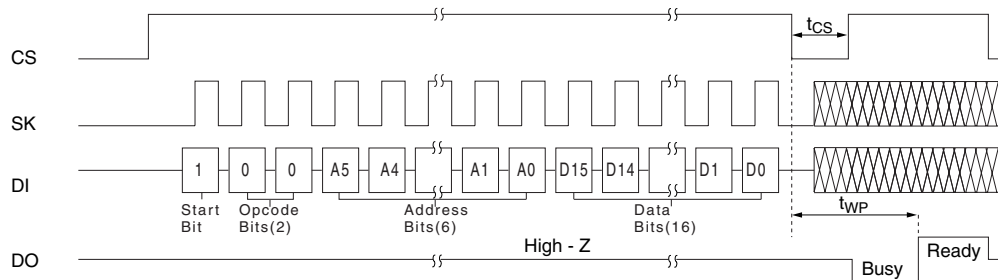 CS
tCS
SK
DI
1 0 0 A5 A4 A1 A0 D15 D14 D1 D0
Start Bit
Opcode Bits(2)
Address Bits(6)
Data Bits(16)
tWP
DO
High - Z
Busy
Ready